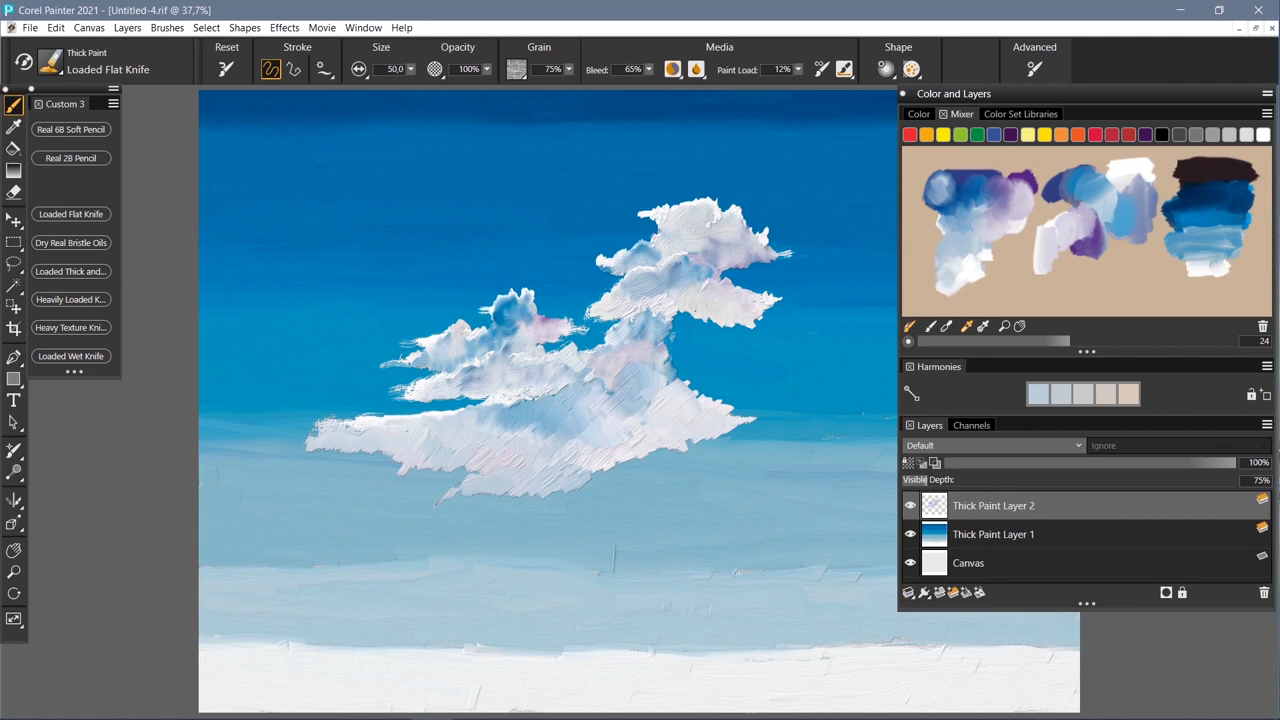 Corel Painter 2021 - [Untitled-4.rif @ 37,7%]
File Edit Canvas Layers Brushes Select Shapes Effects Movie Window Help
Thick Paint
Loaded Flat Knife
Reset
Stroke
Size
50,0
Opacity
100%
Grain
75%
Media
Bleed: 65%
Paint Load: 12%
Shape
Advanced
Custom 3
Real 6B Soft Pencil
Real 2B Pencil
Loaded Flat Knife
Dry Real Bristle Oils
Loaded Thick and...
Heavily Loaded K...
Heavy Texture Kni...
Loaded Wet Knife
Color and Layers
Color Mixer Color Set Libraries
24
Harmonies
Layers Channels
Default Ignore
100%
Visible Depth: 75%
Thick Paint Layer 2
Thick Paint Layer 1
Canvas